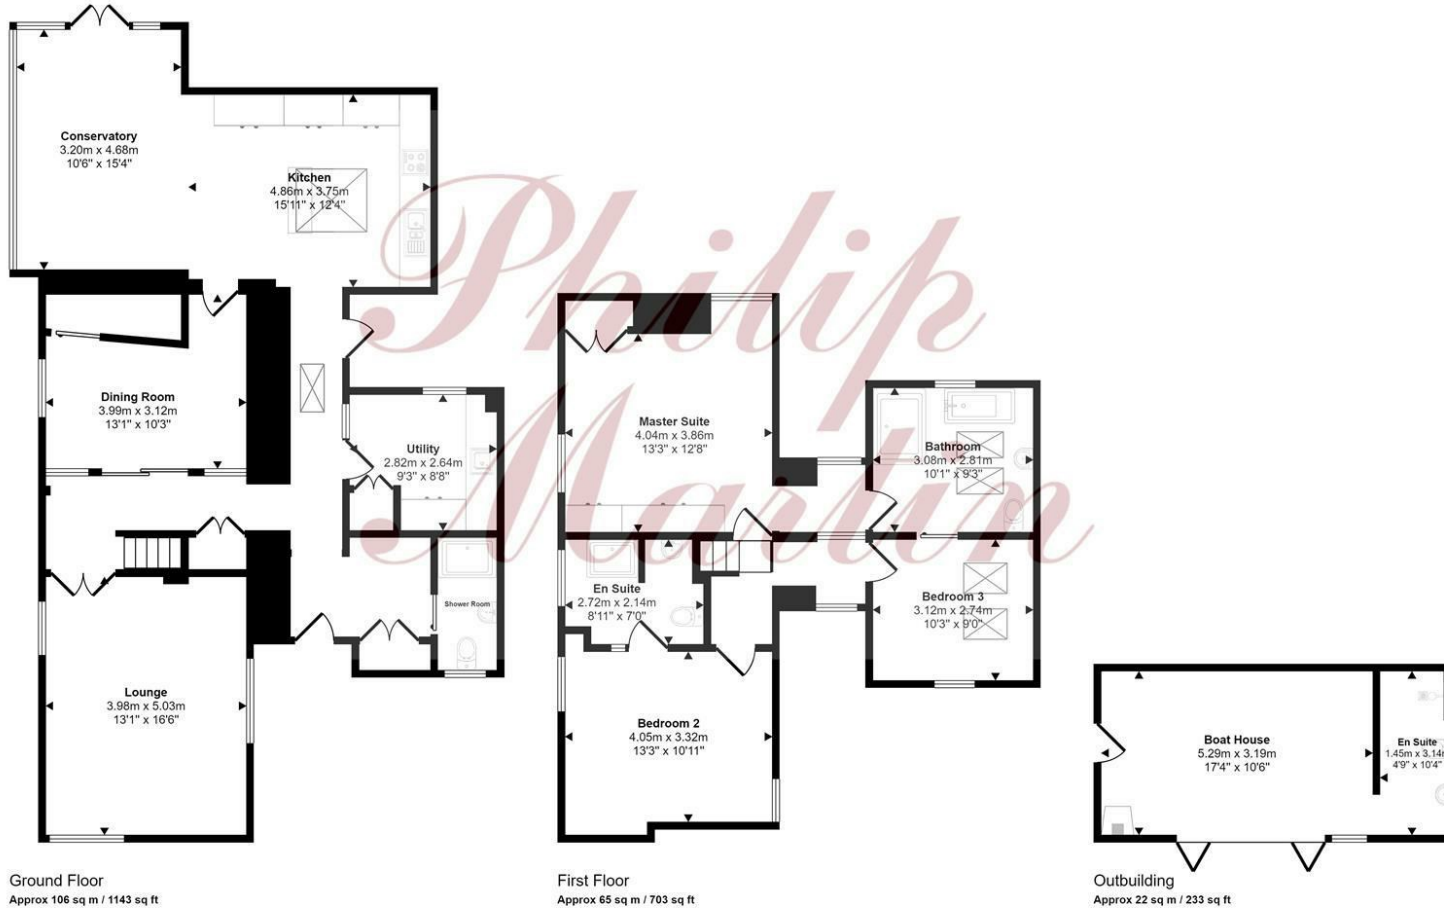 Conservatory
3.20m x 4.68m
10'6" x 15'4"
Kitchen
4.86m x 3.75m
15'11" x 12'4"
Dining Room
3.99m x 3.12m
13'1" x 10'3"
Utility
2.82m x 2.64m
9'3" x 8'8"
Shower Room
Lounge
3.98m x 5.03m
13'1" x 16'6"
Ground Floor
Approx 106 sq m / 1143 sq ft
Philip
Martin
Master Suite
4.04m x 3.86m
13'3" x 12'8"
Bathroom
3.08m x 2.81m
10'1" x 9'3"
En Suite
2.72m x 2.14m
8'11" x 7'0"
Bedroom 3
3.12m x 2.74m
10'3" x 9'0"
Bedroom 2
4.05m x 3.32m
13'3" x 10'11"
First Floor
Approx 65 sq m / 703 sq ft
Boat House
5.29m x 3.19m
17'4" x 10'6"
En Suite
1.45m x 3.14m
4'9" x 10'4"
Outbuilding
Approx 22 sq m / 233 sq ft